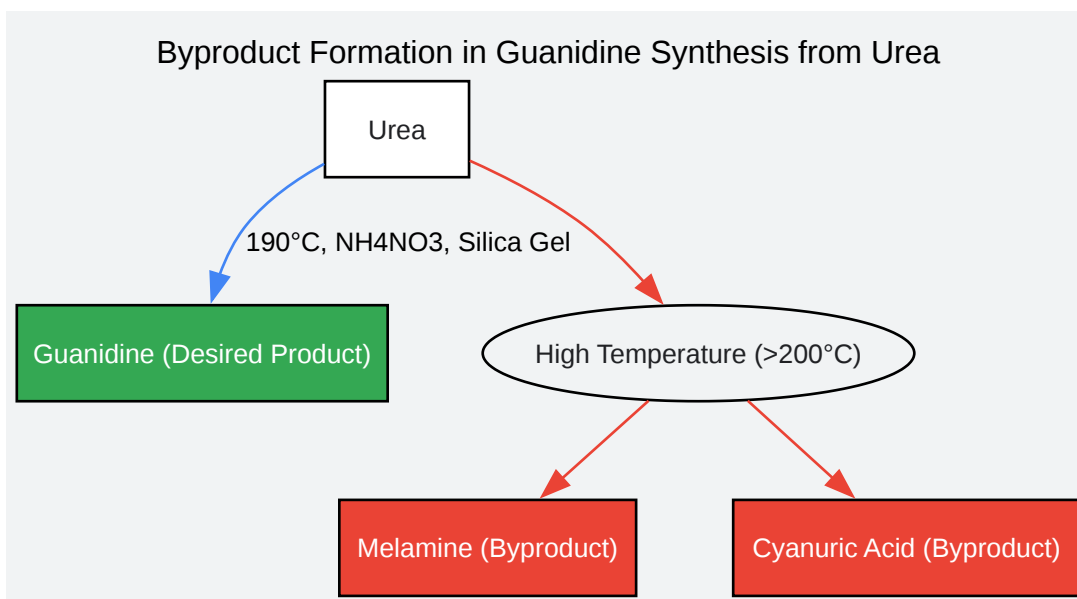 Byproduct Formation in Guanidine Synthesis from Urea
Urea
190°C, NH4NO3, Silica Gel
Guanidine (Desired Product)
High Temperature (>200°C)
Melamine (Byproduct)
Cyanuric Acid (Byproduct)